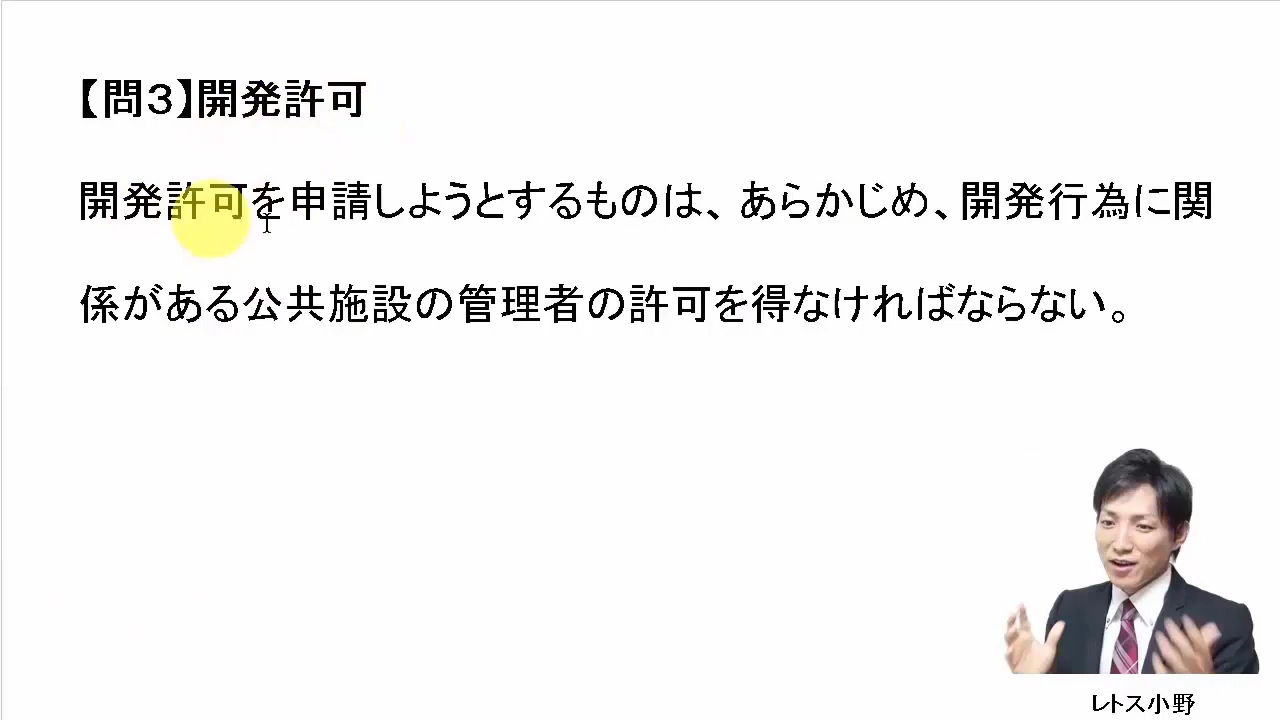 【問３】開発許可
開発許可を申請しようとするものは、あらかじめ、開発行為に関
係がある公共施設の管理者の許可を得なければならない。
レトス小野